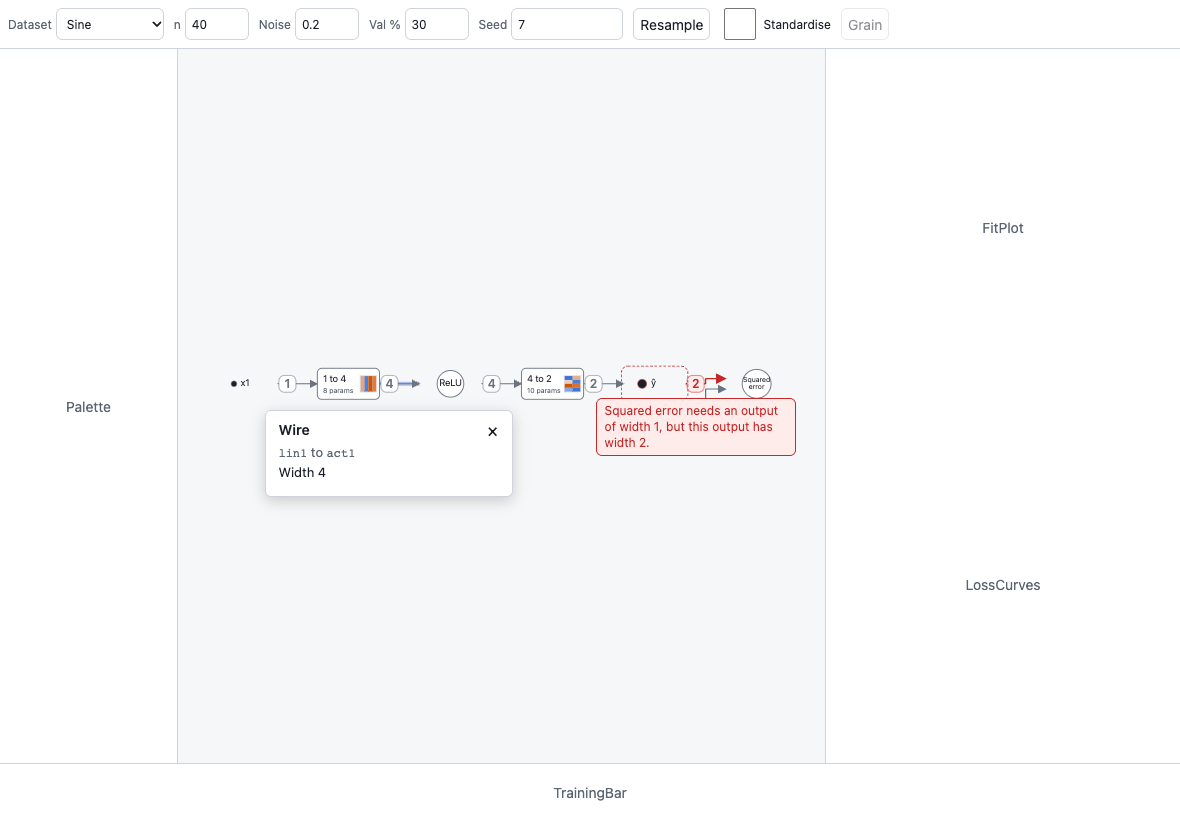 Dataset Sine n 40 Noise 0.2 Val % 30 Seed 7 Resample Standardise Grain
Palette
x1 1 1 to 4 4 ReLU 4 4 to 2 2 ŷ 2 Squared
8 params 10 params error
Squared error needs an output
of width 1, but this output has
width 2.
Wire ×
lin1 to act1
Width 4
FitPlot
LossCurves
TrainingBar